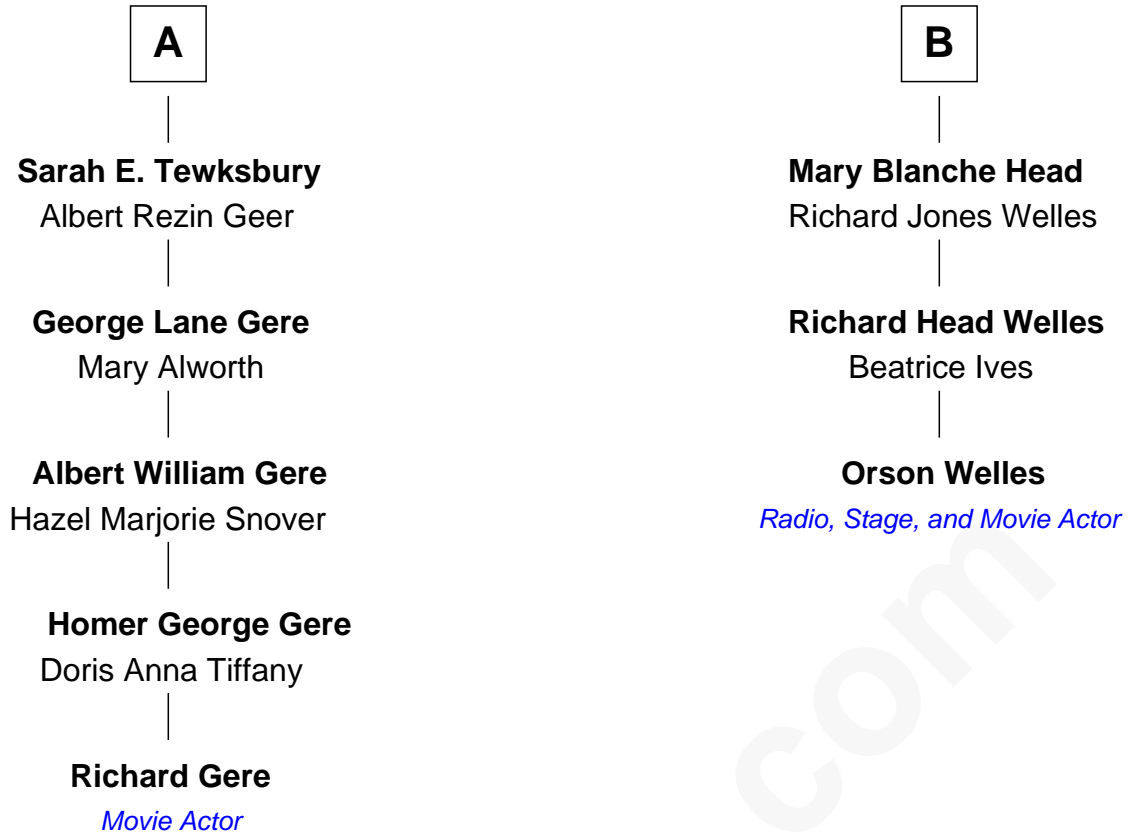 A
Sarah E. Tewksbury
Albert Rezin Geer
George Lane Gere
Mary Alworth
Albert William Gere
Hazel Marjorie Snover
Homer George Gere
Doris Anna Tiffany
Richard Gere
Movie Actor
B
Mary Blanche Head
Richard Jones Welles
Richard Head Welles
Beatrice Ives
Orson Welles
Radio, Stage, and Movie Actor
com